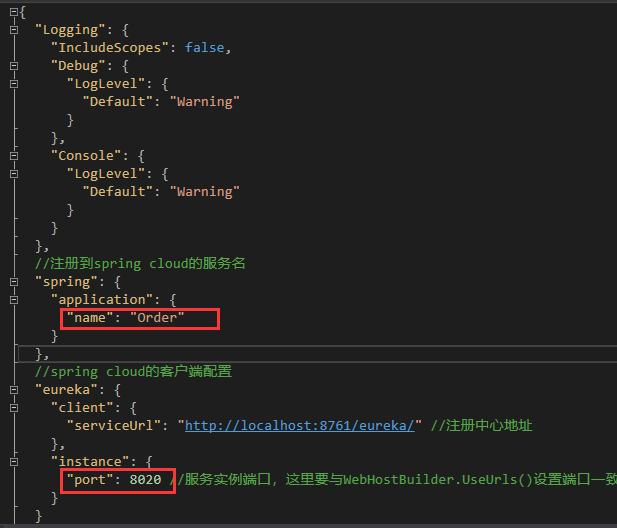 {
"Logging": {
"IncludeScopes": false,
"Debug": {
"LogLevel": {
"Default": "Warning"
}
},
"Console": {
"LogLevel": {
"Default": "Warning"
}
}
},
//注册到spring cloud的服务名
"spring": {
"application": {
"name": "Order"
}
},
//spring cloud的客户端配置
"eureka": {
"client": {
"serviceUrl": "http://localhost:8761/eureka/" //注册中心地址
},
"instance": {
"port": 8020 //服务实例端口，这里要与WebHostBuilder.UseUrls()设置端口一致
}
}